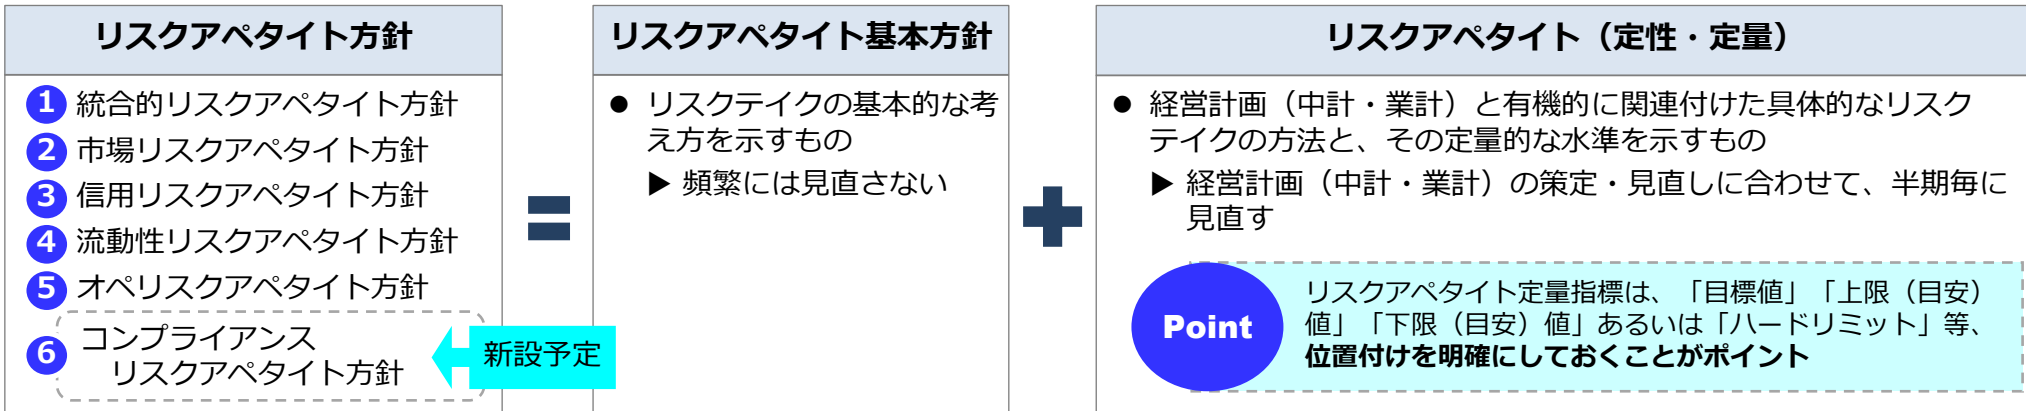 リスクアペタイト方針
1 統合的リスクアペタイト方針
2 市場リスクアペタイト方針
3 信用リスクアペタイト方針
4 流動性リスクアペタイト方針
5 オペリスクアペタイト方針
6 コンプライアンス
リスクアペタイト方針
新設予定
=
リスクアペタイト基本方針
● リスクテイクの基本的な考
え方を示すもの
▶ 頻繁には見直さない
+
リスクアペタイト（定性・定量）
● 経営計画（中計・業計）と有機的に関連付けた具体的なリスク
テイクの方法と、その定量的な水準を示すもの
▶ 経営計画（中計・業計）の策定・見直しに合わせて、半期毎に
見直す
Point
リスクアペタイト定量指標は、「目標値」「上限（目安）
値」「下限（目安）値」あるいは「ハードリミット」等、
位置付けを明確にしておくことがポイント